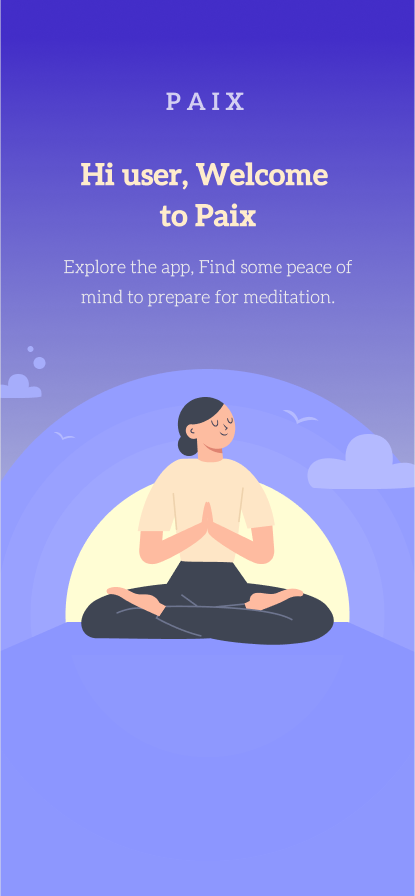 PAIX
Hi user, Welcome
to Paix
Explore the app, Find some peace of
mind to prepare for meditation.